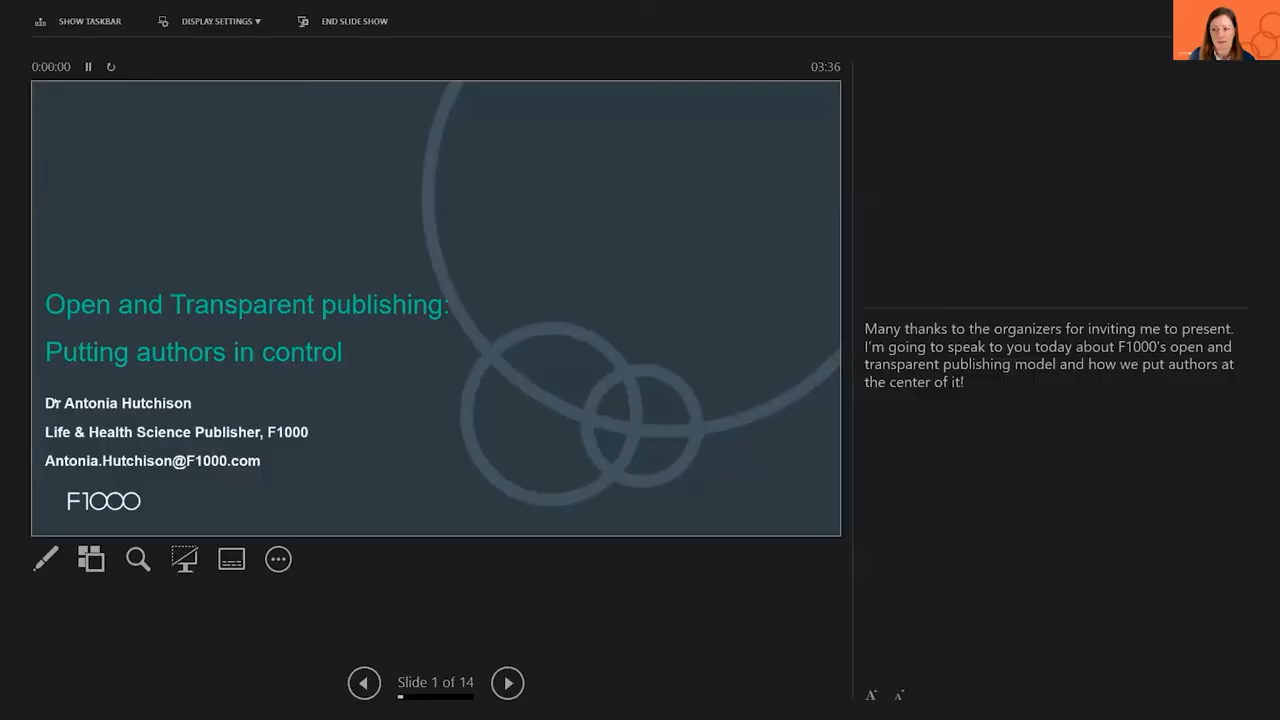 SHOW TASKBAR
DISPLAY SETTINGS ▼
END SLIDE SHOW
0:00:00
03:36
Open and Transparent publishing:
Putting authors in control
Dr Antonia Hutchison
Life & Health Science Publisher, F1000
Antonia.Hutchison@F1000.com
F1000
Many thanks to the organizers for inviting me to present.
I'm going to speak to you today about F1000's open and
transparent publishing model and how we put authors at
the center of it!
Slide 1 of 14
A A